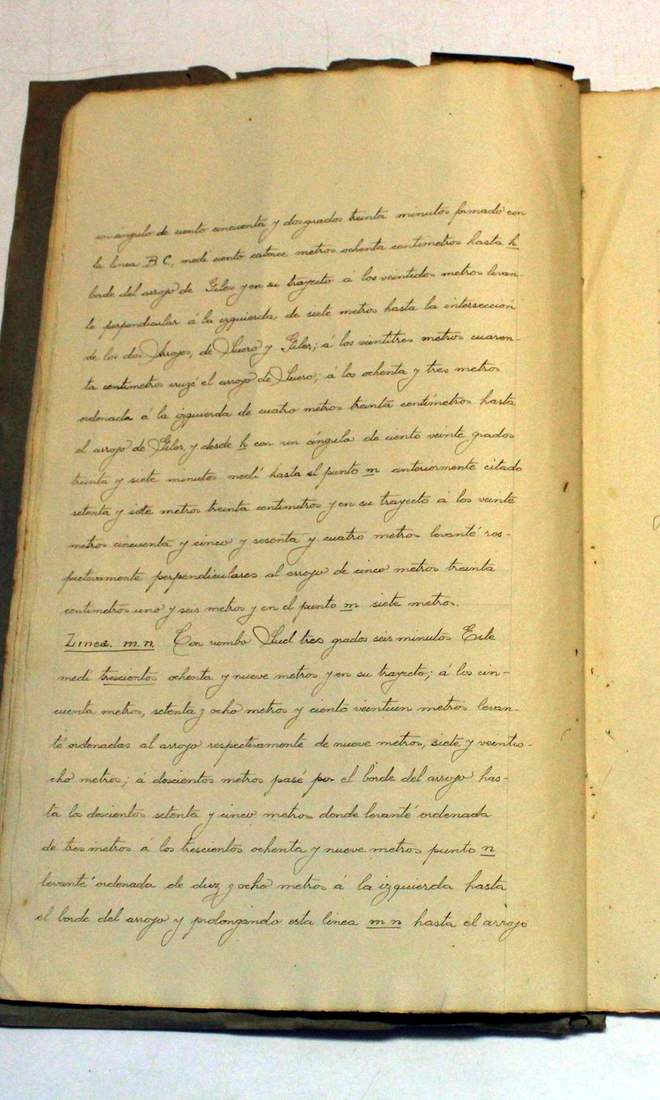 un angulo de ciento cincuenta y dos grados treinta minutos formado con
la linea B C, medi ciento catorce metros ochenta centimetros hasta h
borde del arroyo de Giles y en su trayecto á los veintidos metros levan-
te perpendicular á la izquierda de siete metros hasta la interseccion
de los dos Arroyos, de Suero y Giles; á los veintitres metros cuaren-
ta centimetros cruzé el arroyo de Suero; á los ochenta y tres metros
ordenada á la izquierda de cuatro metros treinta centímetros hasta
el arroyo de Giles y desde h con un ángulo de ciento veinte grados
treinta y siete minutos medí hasta el punto m anteriormente citado
setenta y siete metros treinta centimetros y en su trayecto á los veinte
metros cincuenta y cinco y sesenta y cuatro metros levanté res-
pectivamente perpendiculares al arroyo de cinco metros treinta
centimetros uno y seis metros y en el punto m siete metros.
Linea. m. n. Con rumbo Sud tres grados seis minutos Este
medi trescientos ochenta y nueve metros y en su trayecto; á los cin-
cuenta metros, setenta y ocho metros y ciento veintiun metros levan-
té ordenadas al arroyo respectivamente de nueve metros, siete y veintio-
cho metros; á doscientos metros pasé por el borde del arroyo has-
ta los doscientos setenta y cinco metros donde levanté ordenada
de tres metros á los trescientos ochenta y nueve metros punto n
levanté ordenada de diez y ocho metros á la izquierda hasta
el borde del arroyo y prolongando esta linea m n hasta el arroyo